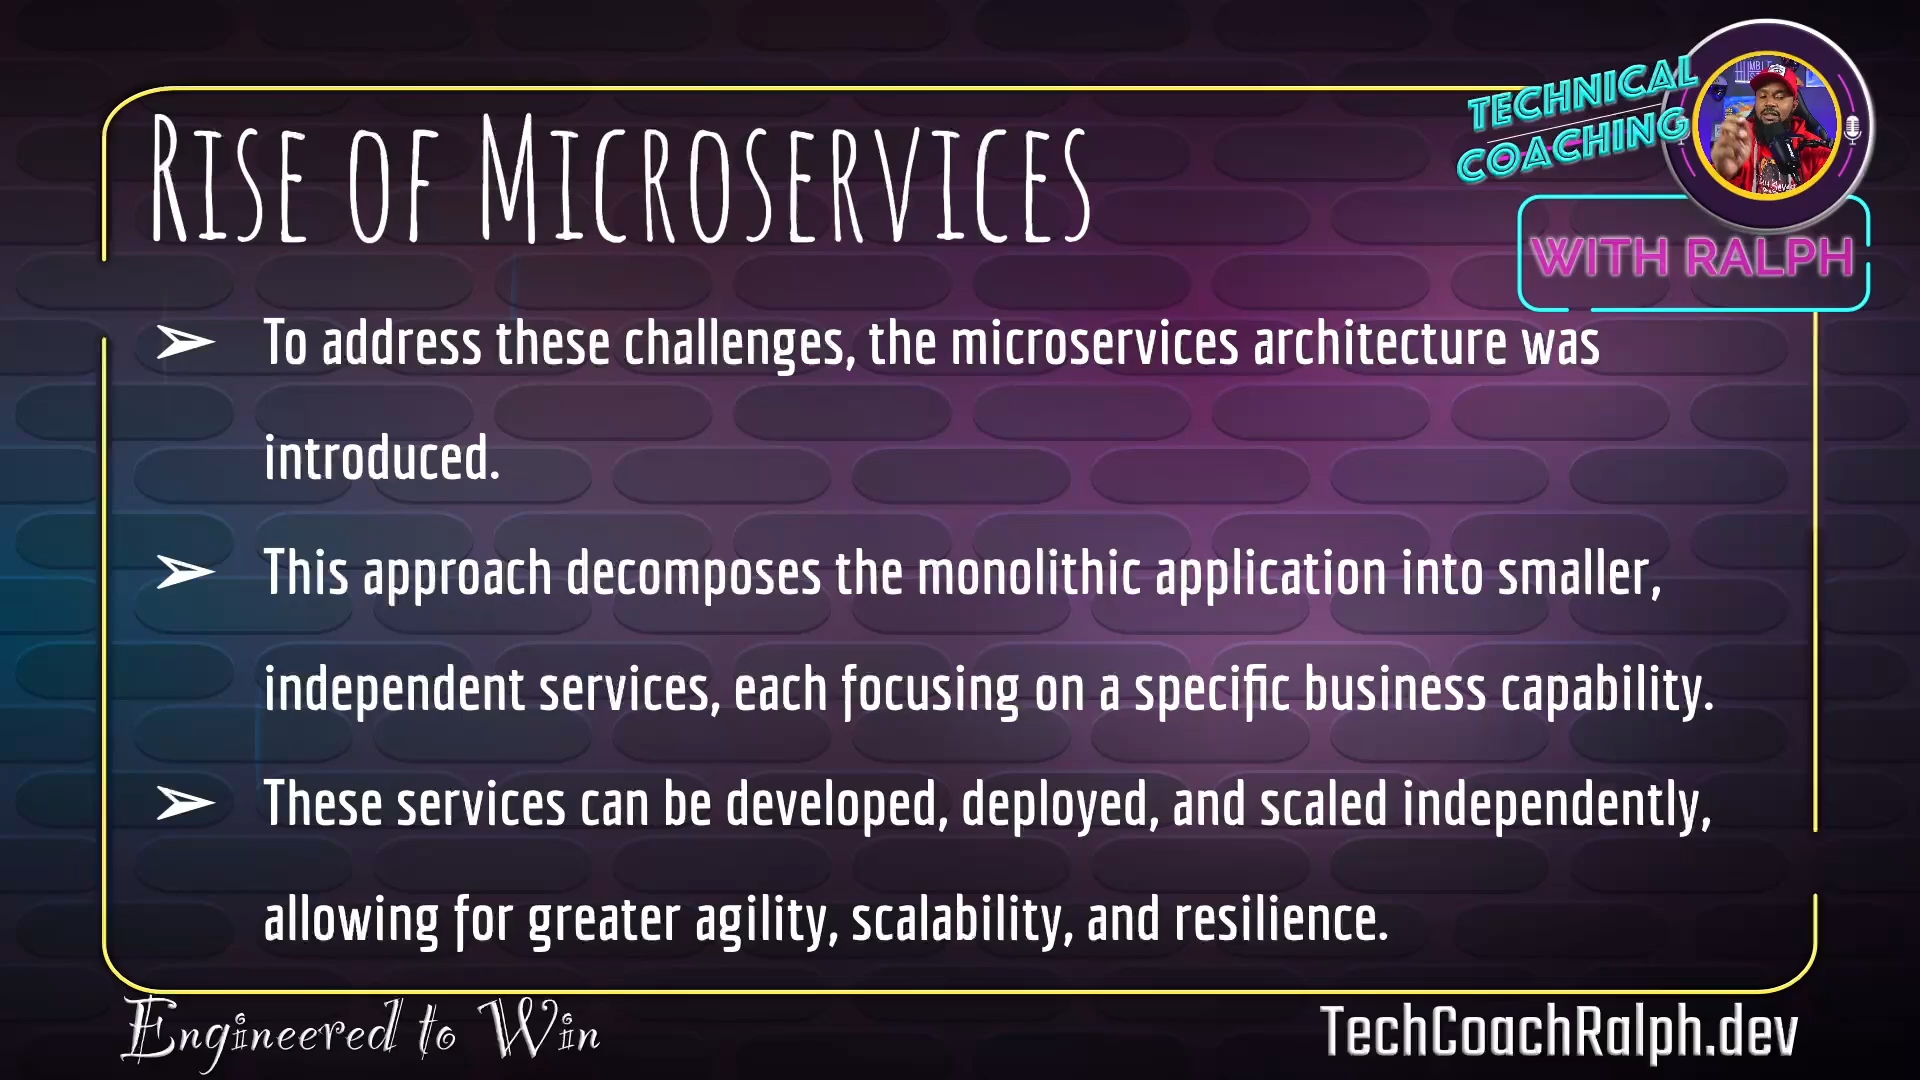 Rise of Microservices
TECHNICAL
COACHING
WITH RALPH
➢ To address these challenges, the microservices architecture was
introduced.
➢ This approach decomposes the monolithic application into smaller,
independent services, each focusing on a specific business capability.
➢ These services can be developed, deployed, and scaled independently,
allowing for greater agility, scalability, and resilience.
Engineered to Win
TechCoachRalph.dev